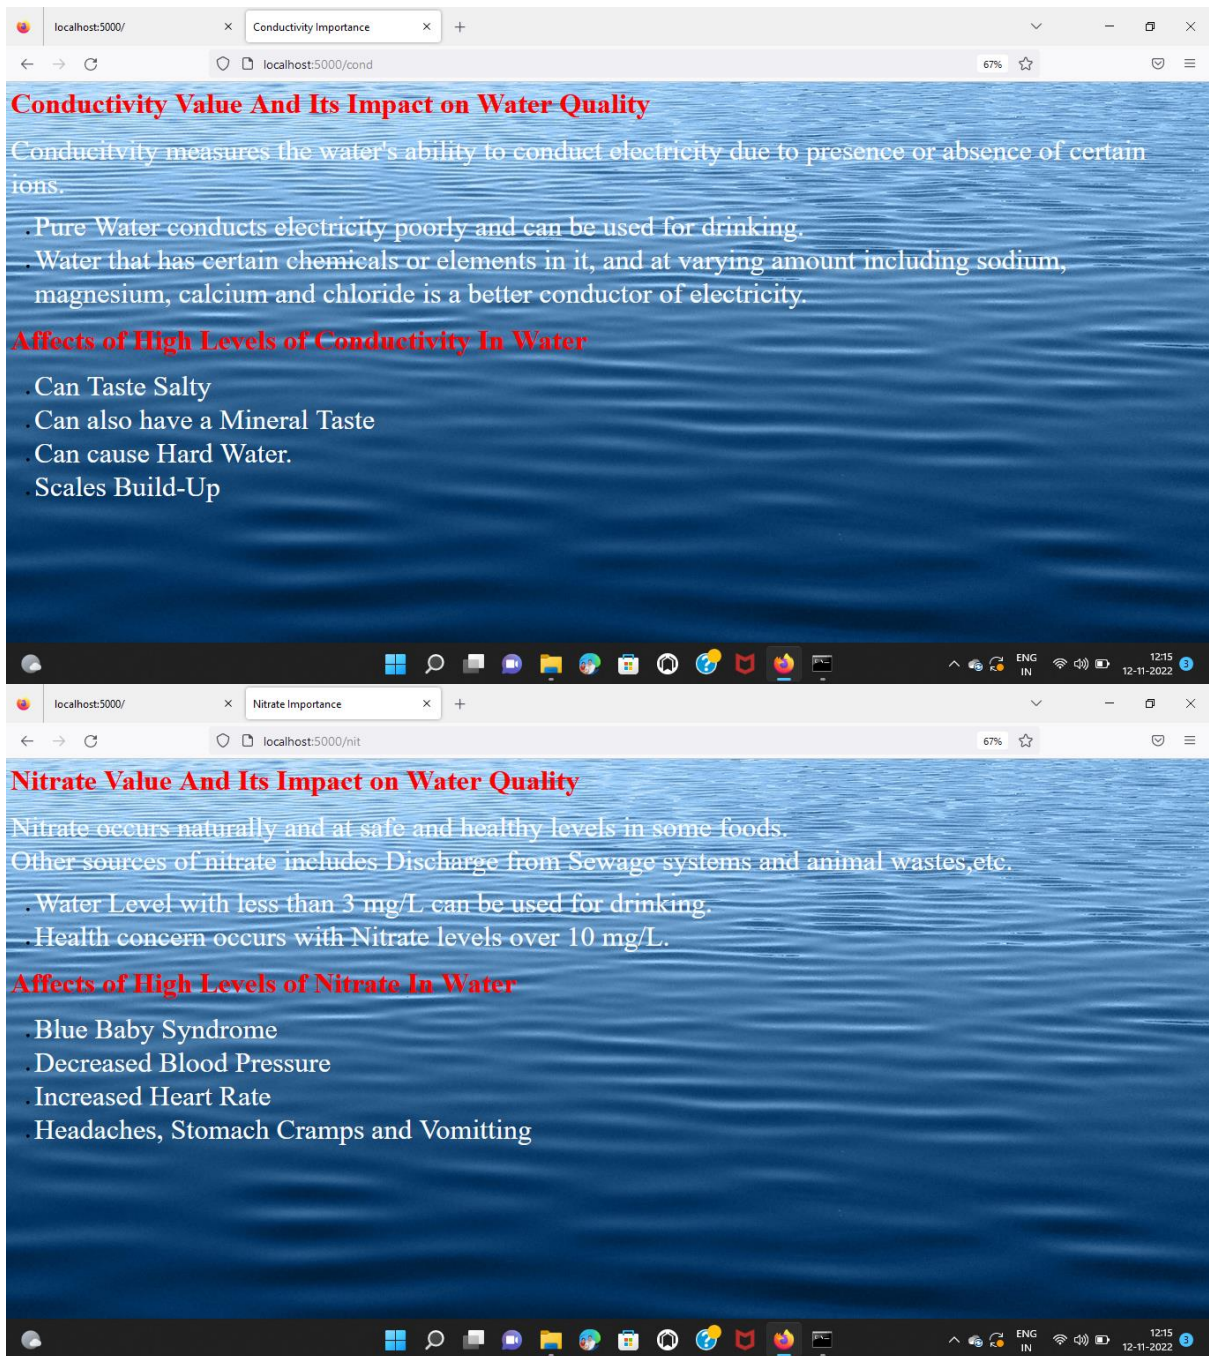 localhost:5000/
Conductivity Importance
localhost:5000/cond
67%
Conductivity Value And Its Impact on Water Quality
Conducitvity measures the water's ability to conduct electricity due to presence or absence of certain
ions.
Pure Water conducts electricity poorly and can be used for drinking.
Water that has certain chemicals or elements in it, and at varying amount including sodium,
magnesium, calcium and chloride is a better conductor of electricity.
Affects of High Levels of Conductivity In Water
Can Taste Salty
Can also have a Mineral Taste
Can cause Hard Water.
Scales Build-Up
ENG
IN
12:15
12-11-2022
3
localhost:5000/
Nitrate Importance
localhost:5000/nit
67%
Nitrate Value And Its Impact on Water Quality
Nitrate occurs naturally and at safe and healthy levels in some foods.
Other sources of nitrate includes Discharge from Sewage systems and animal wastes,etc.
Water Level with less than 3 mg/L can be used for drinking.
Health concern occurs with Nitrate levels over 10 mg/L.
Affects of High Levels of Nitrate In Water
Blue Baby Syndrome
Decreased Blood Pressure
Increased Heart Rate
Headaches, Stomach Cramps and Vomitting
ENG
IN
12:15
12-11-2022
3